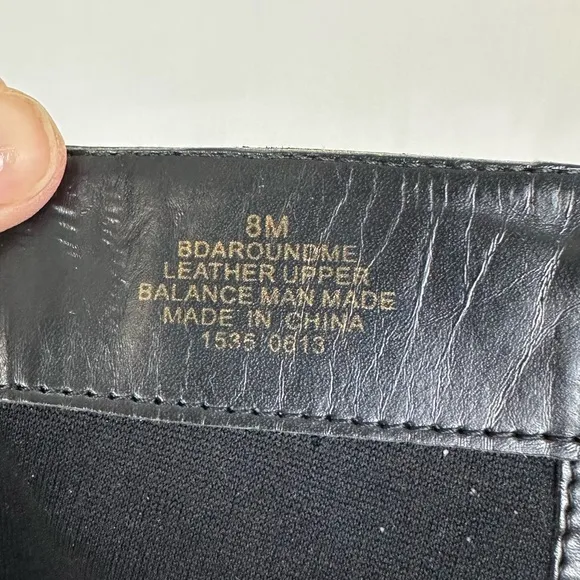 8M
BDAROUNDME
LEATHER UPPER
BALANCE MAN MADE
MADE IN CHINA
1535 0613